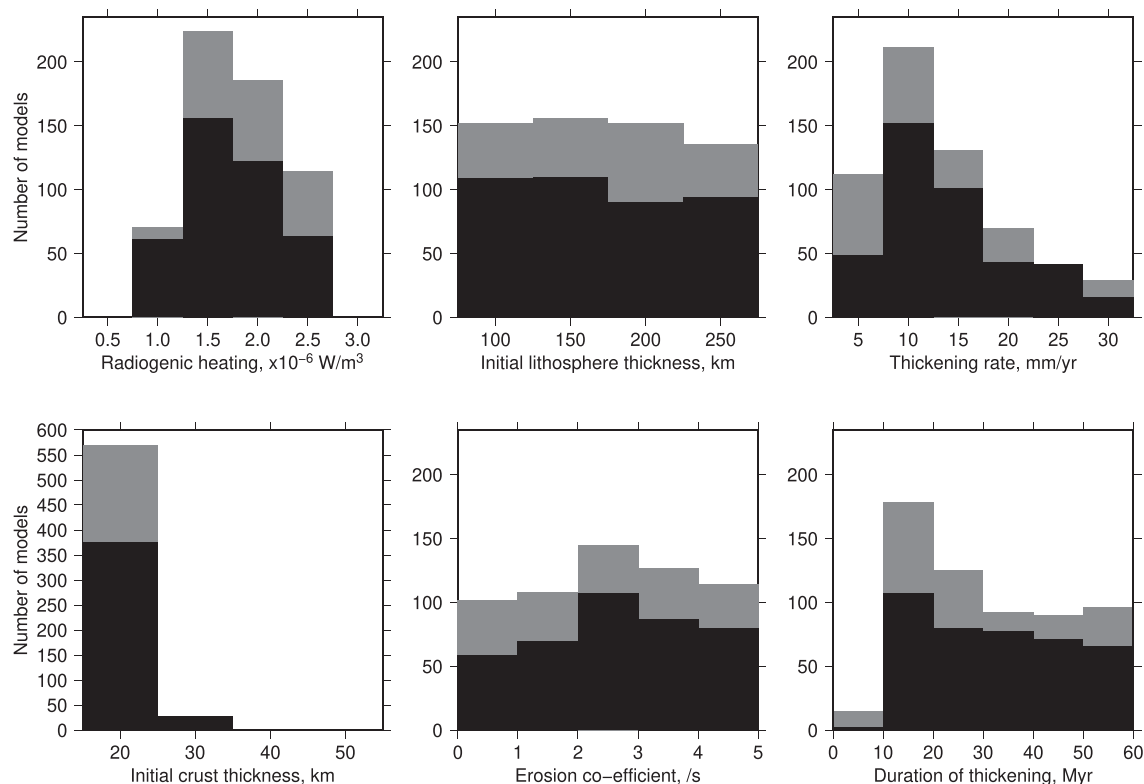 200
150
100
50
0
Number of models
0.5 1.0 1.5 2.0 2.5 3.0
Radiogenic heating, x10⁻⁶ W/m³
200
150
100
50
0
100 150 200 250
Initial lithosphere thickness, km
200
150
100
50
0
5 10 15 20 25 30
Thickening rate, mm/yr
600
550
500
450
400
350
300
250
200
150
100
50
0
Number of models
20 30 40 50
Initial crust thickness, km
200
150
100
50
0
0 1 2 3 4 5
Erosion co−efficient, /s
200
150
100
50
0
0 10 20 30 40 50 60
Duration of thickening, Myr